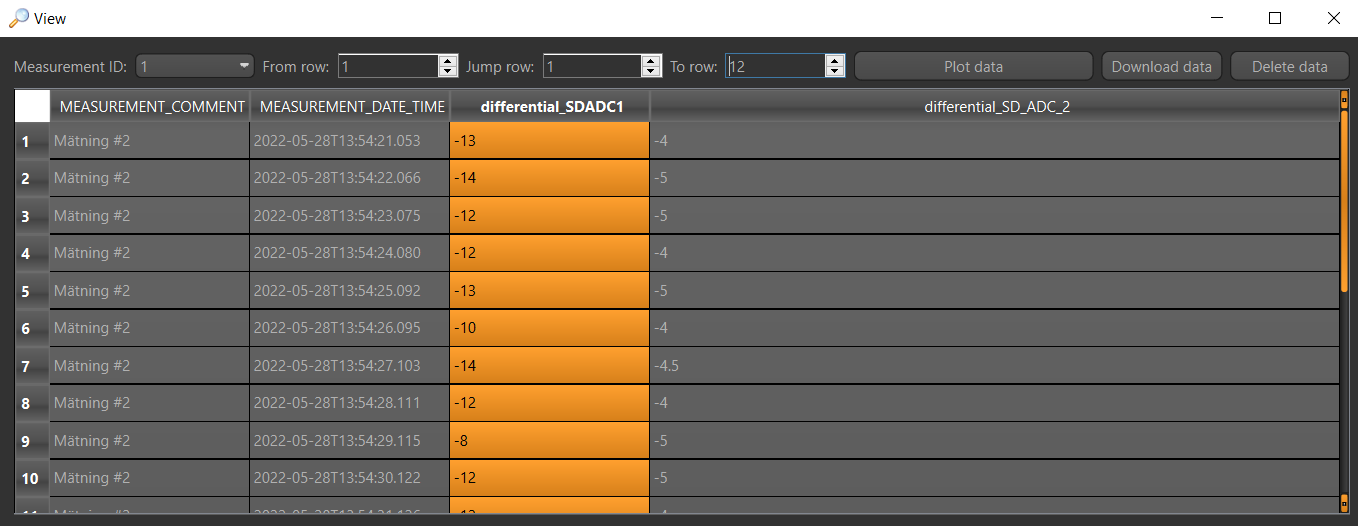 View
Measurement ID: 1 From row: 1 Jump row: 1 To row: 12 Plot data Download data Delete data
MEASUREMENT_COMMENT MEASUREMENT_DATE_TIME differential_SDADC1 differential_SD_ADC_2
1 Mätning #2 2022-05-28T13:54:21.053 -13 -4
2 Mätning #2 2022-05-28T13:54:22.066 -14 -5
3 Mätning #2 2022-05-28T13:54:23.075 -12 -5
4 Mätning #2 2022-05-28T13:54:24.080 -12 -4
5 Mätning #2 2022-05-28T13:54:25.092 -13 -5
6 Mätning #2 2022-05-28T13:54:26.095 -10 -4
7 Mätning #2 2022-05-28T13:54:27.103 -14 -4.5
8 Mätning #2 2022-05-28T13:54:28.111 -12 -4
9 Mätning #2 2022-05-28T13:54:29.115 -8 -5
10 Mätning #2 2022-05-28T13:54:30.122 -12 -5